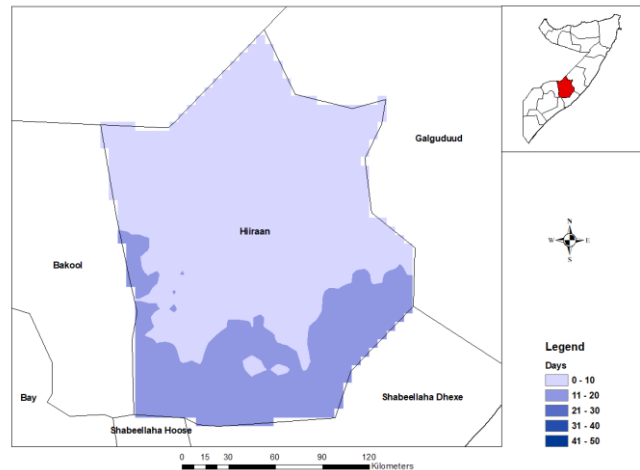 Galguduud
Hiiraan
Bakool
N
W E
S
Legend
Days
0 - 10
11 - 20
21 - 30
31 - 40
41 - 50
Bay
Shabeellaha Dhexe
Shabeellaha Hoose
0 15 30 60 90 120
Kilometers